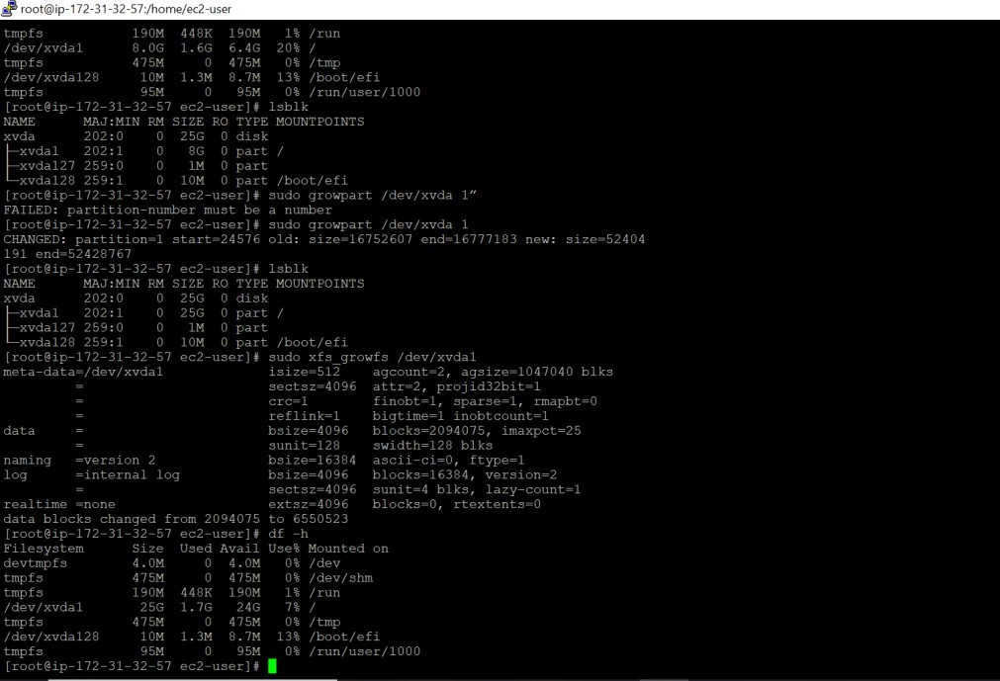 root@ip-172-31-32-57:/home/ec2-user
tmpfs           190M  448K  190M   1% /run
/dev/xvda1      8.0G  1.6G  6.4G  20% /
tmpfs           475M     0  475M   0% /tmp
/dev/xvda128     10M  1.3M  8.7M  13% /boot/efi
tmpfs            95M     0   95M   0% /run/user/1000
[root@ip-172-31-32-57 ec2-user]# lsblk
NAME      MAJ:MIN RM SIZE RO TYPE MOUNTPOINTS
xvda      202:0    0  25G  0 disk
├─xvda1   202:1    0   8G  0 part /
├─xvda127 259:0    0   1M  0 part
└─xvda128 259:1    0  10M  0 part /boot/efi
[root@ip-172-31-32-57 ec2-user]# sudo growpart /dev/xvda 1”
FAILED: partition-number must be a number
[root@ip-172-31-32-57 ec2-user]# sudo growpart /dev/xvda 1
CHANGED: partition=1 start=24576 old: size=16752607 end=16777183 new: size=52404
191 end=52428767
[root@ip-172-31-32-57 ec2-user]# lsblk
NAME      MAJ:MIN RM SIZE RO TYPE MOUNTPOINTS
xvda      202:0    0  25G  0 disk
├─xvda1   202:1    0  25G  0 part /
├─xvda127 259:0    0   1M  0 part
└─xvda128 259:1    0  10M  0 part /boot/efi
[root@ip-172-31-32-57 ec2-user]# sudo xfs_growfs /dev/xvda1
meta-data=/dev/xvda1             isize=512    agcount=2, agsize=1047040 blks
         =                       sectsz=4096  attr=2, projid32bit=1
         =                       crc=1        finobt=1, sparse=1, rmapbt=0
         =                       reflink=1    bigtime=1 inobtcount=1
data     =                       bsize=4096   blocks=2094075, imaxpct=25
         =                       sunit=128    swidth=128 blks
naming   =version 2              bsize=16384  ascii-ci=0, ftype=1
log      =internal log           bsize=4096   blocks=16384, version=2
         =                       sectsz=4096  sunit=4 blks, lazy-count=1
realtime =none                   extsz=4096   blocks=0, rtextents=0
data blocks changed from 2094075 to 6550523
[root@ip-172-31-32-57 ec2-user]# df -h
Filesystem      Size  Used Avail Use% Mounted on
devtmpfs        4.0M     0  4.0M   0% /dev
tmpfs           475M     0  475M   0% /dev/shm
tmpfs           190M  448K  190M   1% /run
/dev/xvda1       25G  1.7G   24G   7% /
tmpfs           475M     0  475M   0% /tmp
/dev/xvda128     10M  1.3M  8.7M  13% /boot/efi
tmpfs            95M     0   95M   0% /run/user/1000
[root@ip-172-31-32-57 ec2-user]#